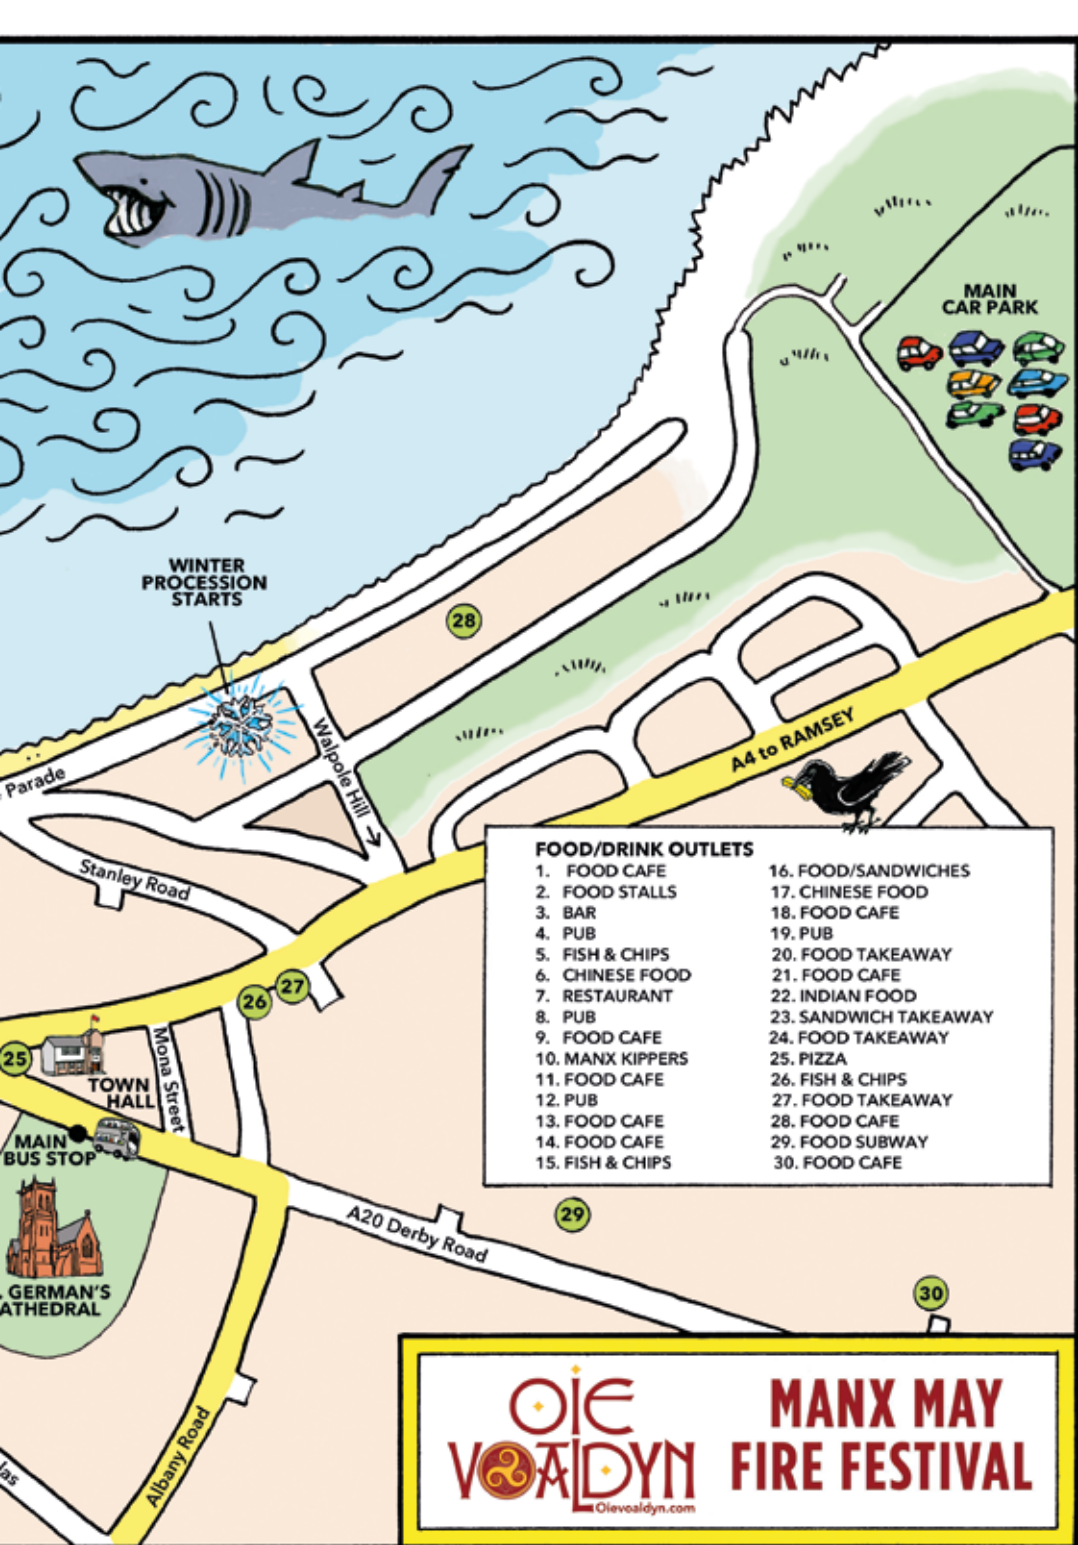 MAIN
CAR PARK
WINTER
PROCESSION
STARTS
28
Walpole Hill
Parade
A4 to RAMSEY
Stanley Road
27
26
25
TOWN
HALL
Mona Street
MAIN
BUS STOP
. GERMAN'S
ATHEDRAL
A20 Derby Road
29
30
Albany Road
las
FOOD/DRINK OUTLETS
1. FOOD CAFE
2. FOOD STALLS
3. BAR
4. PUB
5. FISH & CHIPS
6. CHINESE FOOD
7. RESTAURANT
8. PUB
9. FOOD CAFE
10. MANX KIPPERS
11. FOOD CAFE
12. PUB
13. FOOD CAFE
14. FOOD CAFE
15. FISH & CHIPS
16. FOOD/SANDWICHES
17. CHINESE FOOD
18. FOOD CAFE
19. PUB
20. FOOD TAKEAWAY
21. FOOD CAFE
22. INDIAN FOOD
23. SANDWICH TAKEAWAY
24. FOOD TAKEAWAY
25. PIZZA
26. FISH & CHIPS
27. FOOD TAKEAWAY
28. FOOD CAFE
29. FOOD SUBWAY
30. FOOD CAFE
OIE
VOALDYN
Oievoaldyn.com
MANX MAY
FIRE FESTIVAL